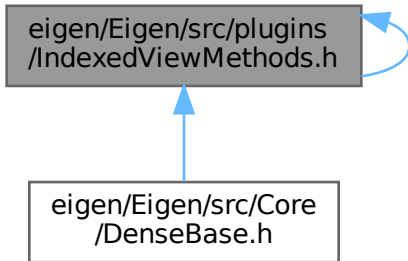 eigen/Eigen/src/plugins
/IndexedViewMethods.h
eigen/Eigen/src/Core
/DenseBase.h